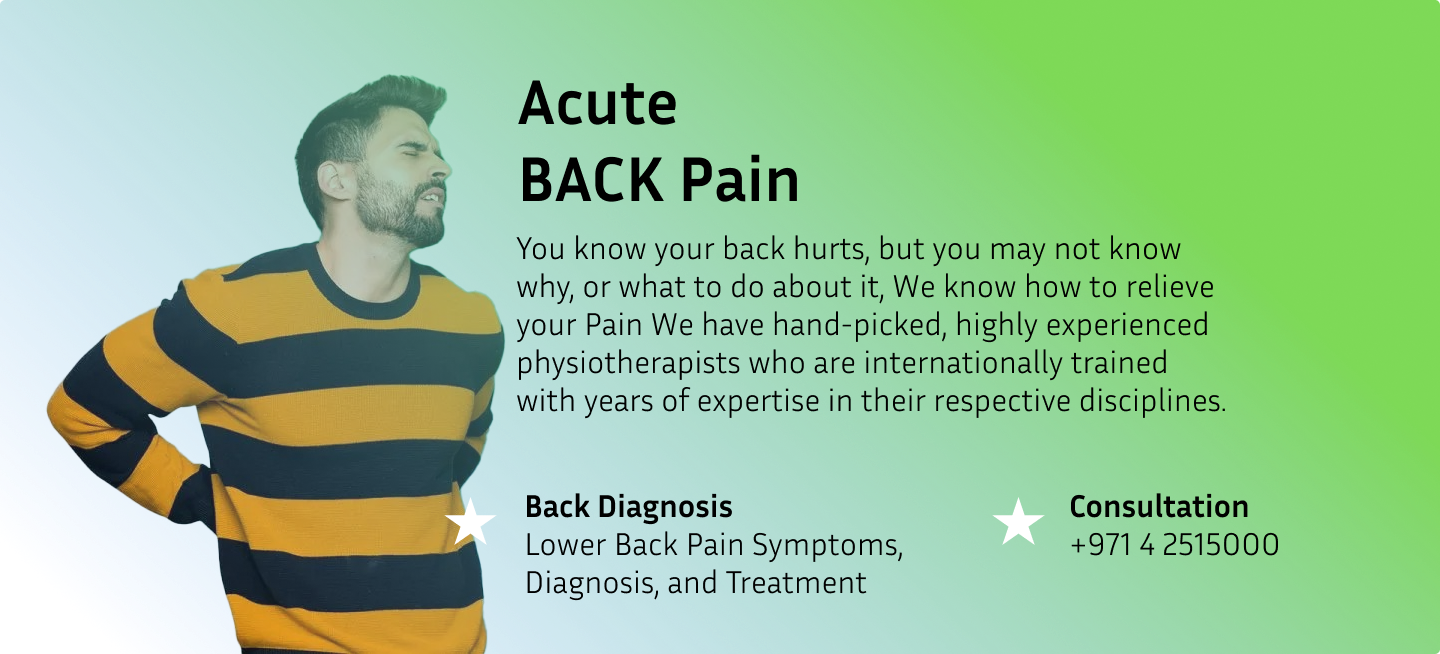 Acute
BACK Pain
You know your back hurts, but you may not know
why, or what to do about it, We know how to relieve
your Pain We have hand-picked, highly experienced
physiotherapists who are internationally trained
with years of expertise in their respective disciplines.
Back Diagnosis
Lower Back Pain Symptoms,
Diagnosis, and Treatment
Consultation
+971 4 2515000